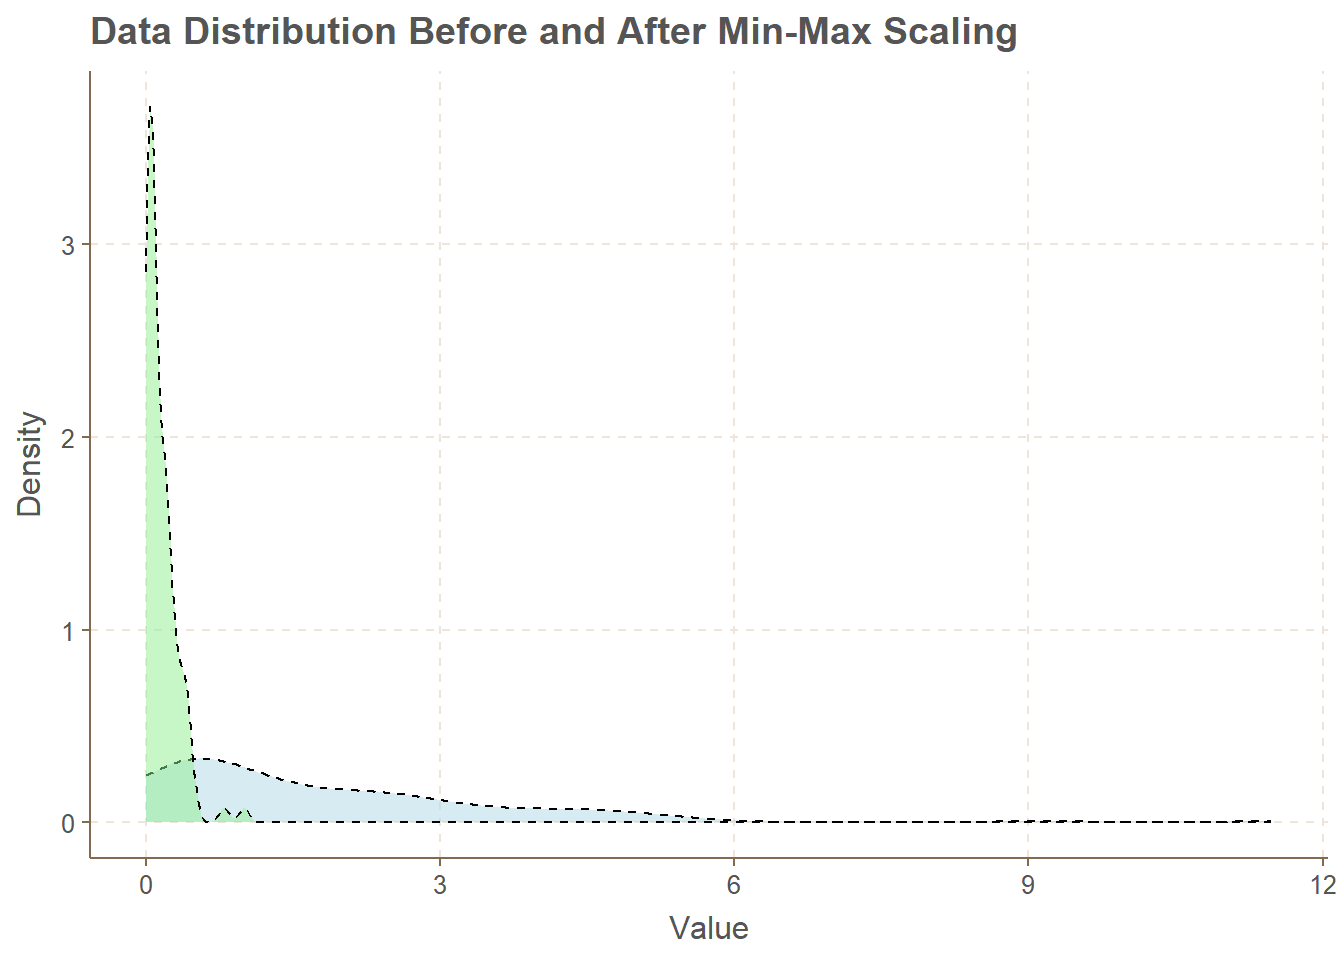 Data Distribution Before and After Min-Max Scaling
3
2
1
0
Density
0 3 6 9 12
Value